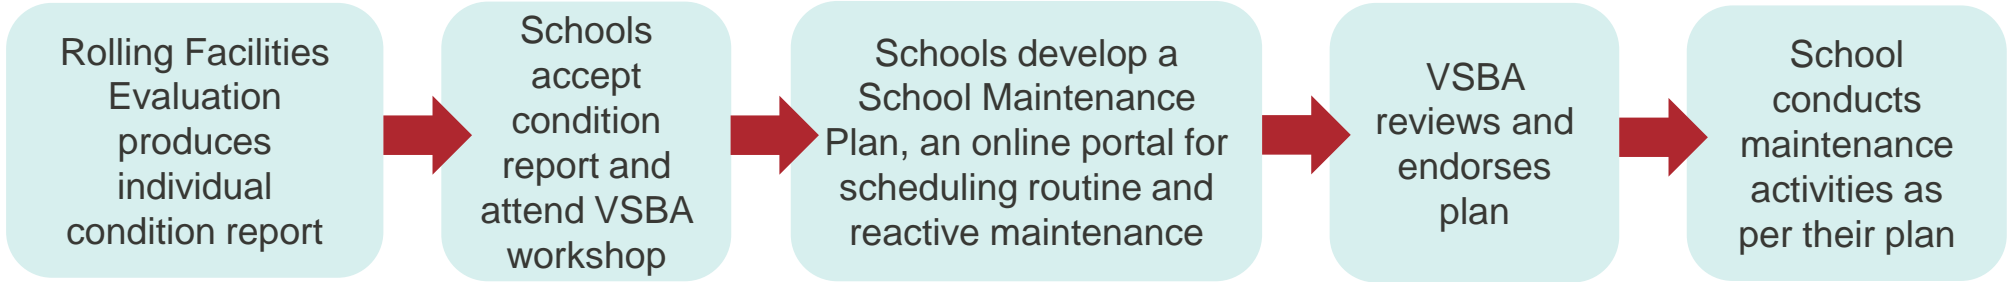 Rolling Facilities
Evaluation
produces
individual
condition report
Schools
accept
condition
report and
attend VSBA
workshop
Schools develop a
School Maintenance
Plan, an online portal for
scheduling routine and
reactive maintenance
VSBA
reviews and
endorses
plan
School
conducts
maintenance
activities as
per their plan